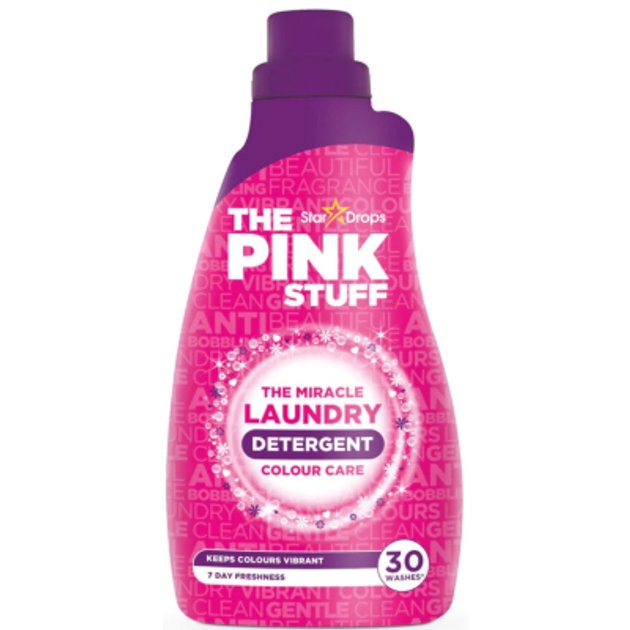 THE
Star Drops
PINK
STUFF
THE MIRACLE
LAUNDRY
DETERGENT
COLOUR CARE
KEEPS COLOURS VIBRANT
7 DAY FRESHNESS
30
WASHES*